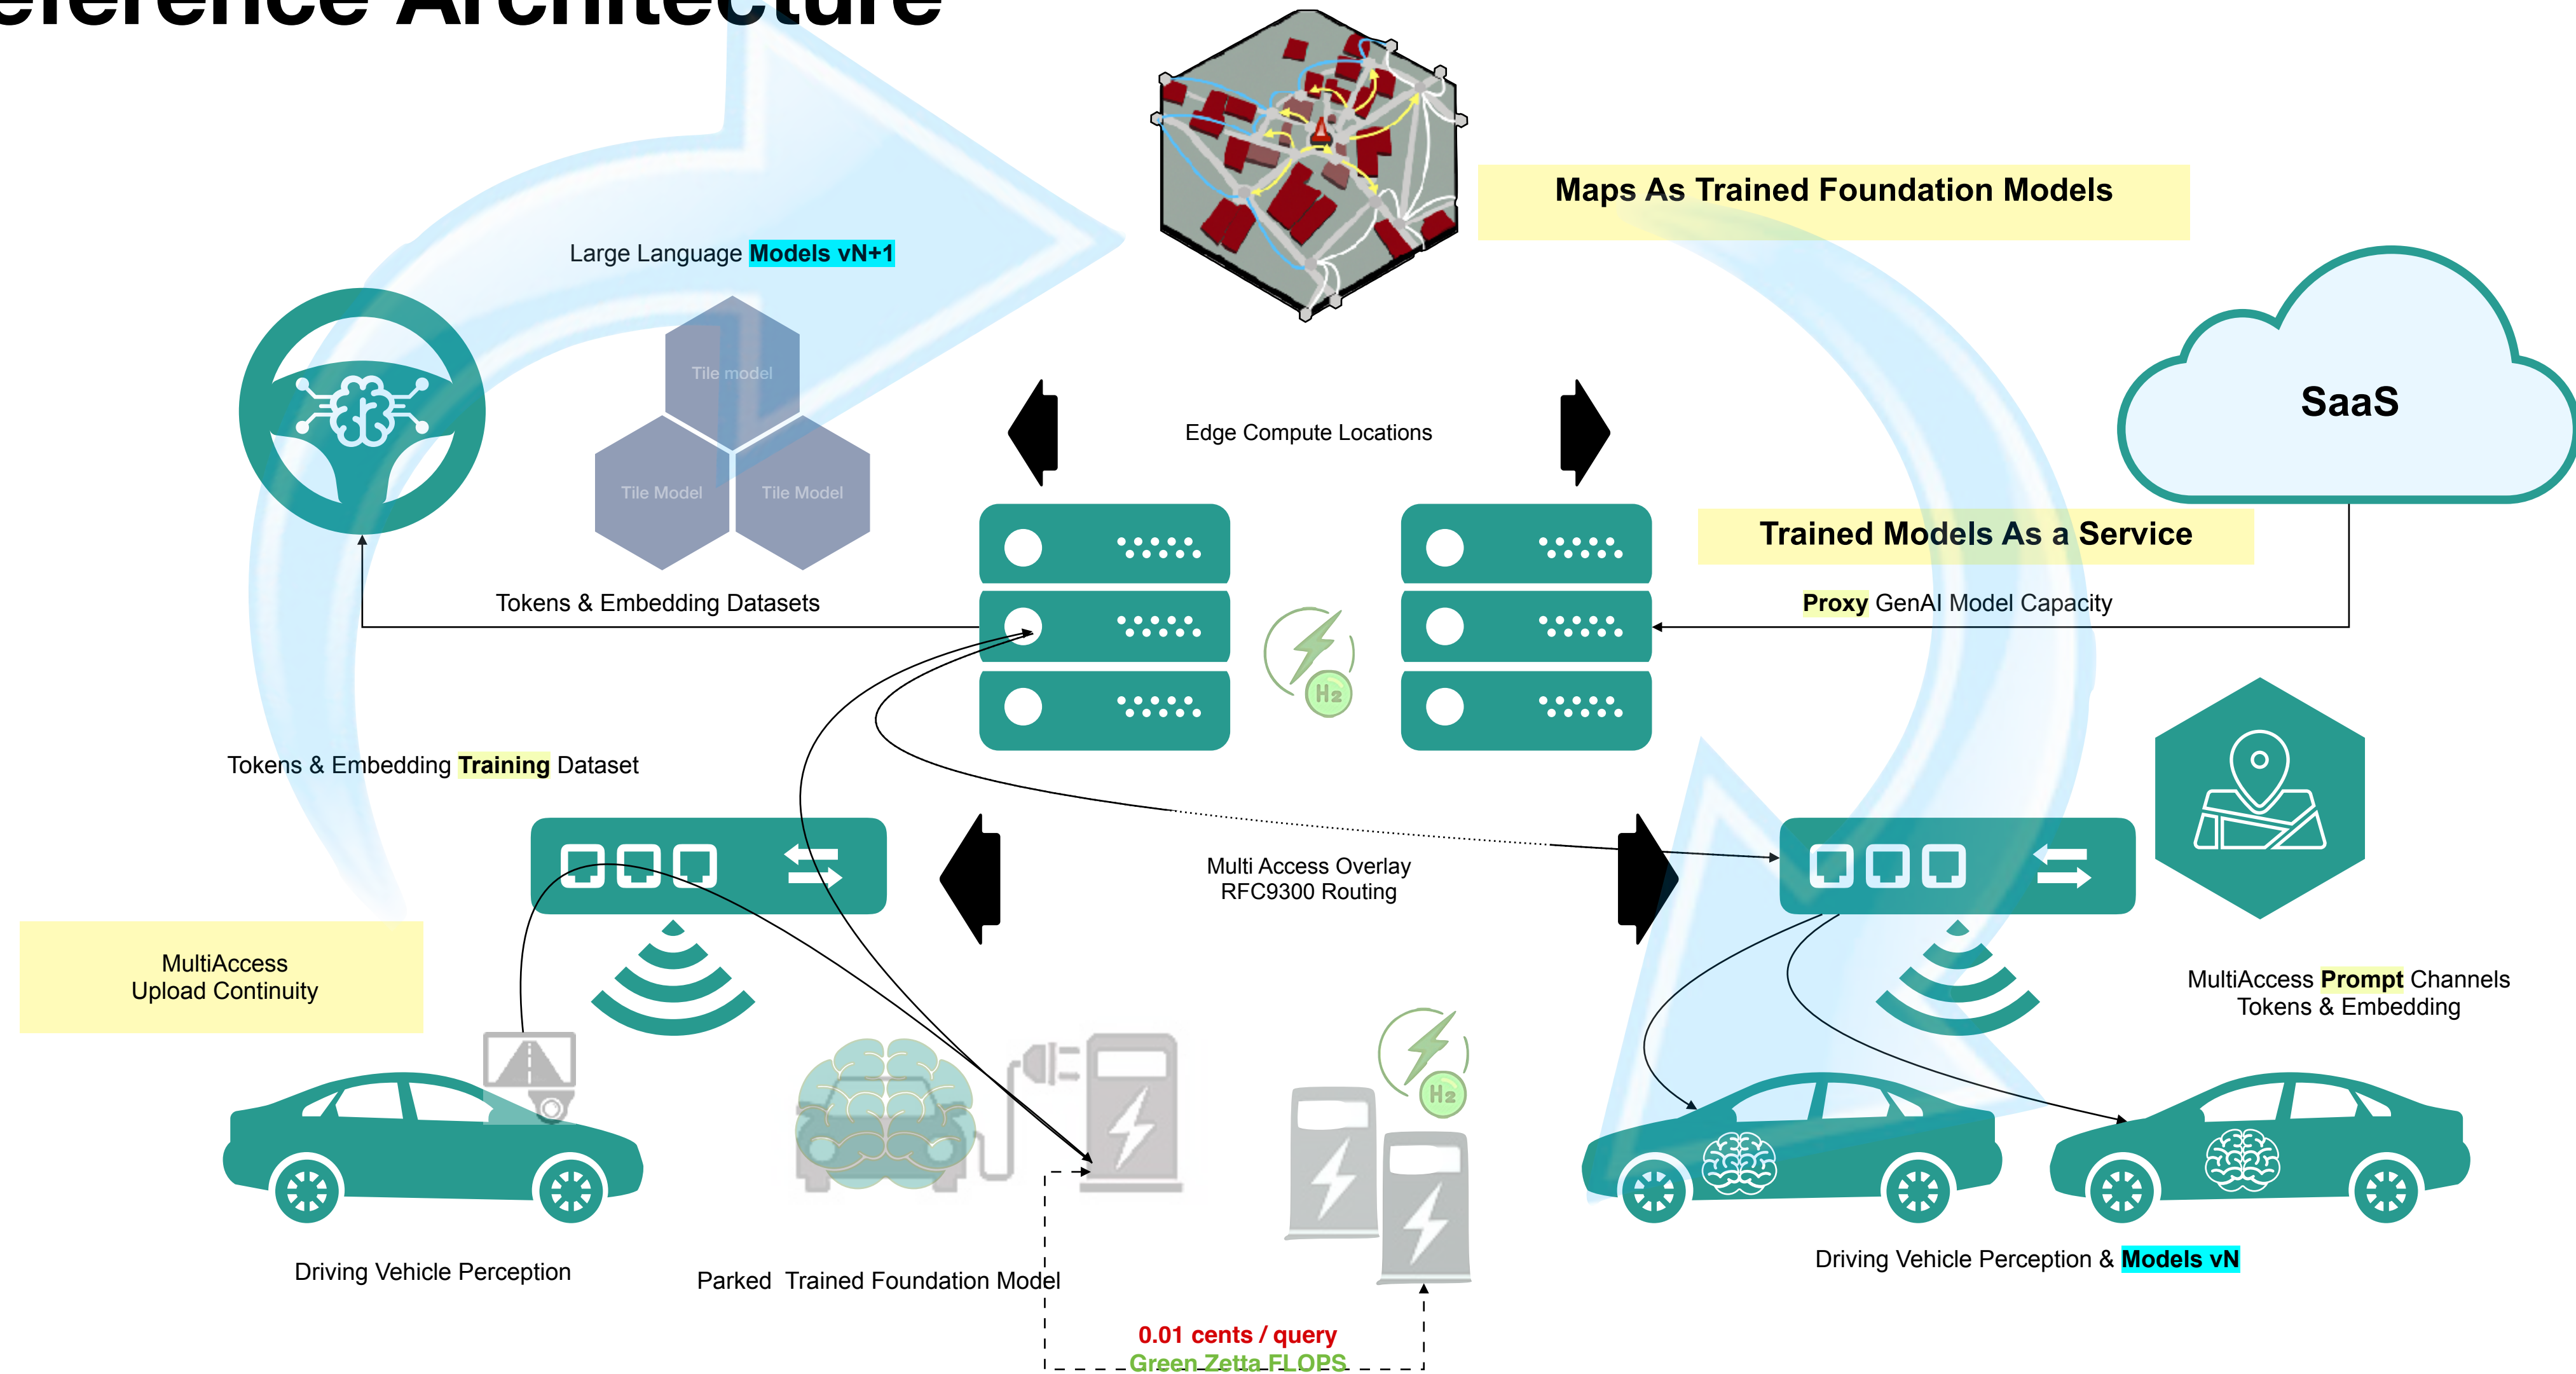 eference Architecture
Maps As Trained Foundation Models
Large Language Models vN+1
Tile model
Tile Model
Tile Model
Edge Compute Locations
SaaS
Trained Models As a Service
Tokens & Embedding Datasets
Proxy GenAI Model Capacity
H2
Tokens & Embedding Training Dataset
Multi Access Overlay
RFC9300 Routing
MultiAccess
Upload Continuity
MultiAccess Prompt Channels
Tokens & Embedding
H2
Driving Vehicle Perception
Parked Trained Foundation Model
Driving Vehicle Perception & Models vN
0.01 cents / query
Green Zetta FLOPS